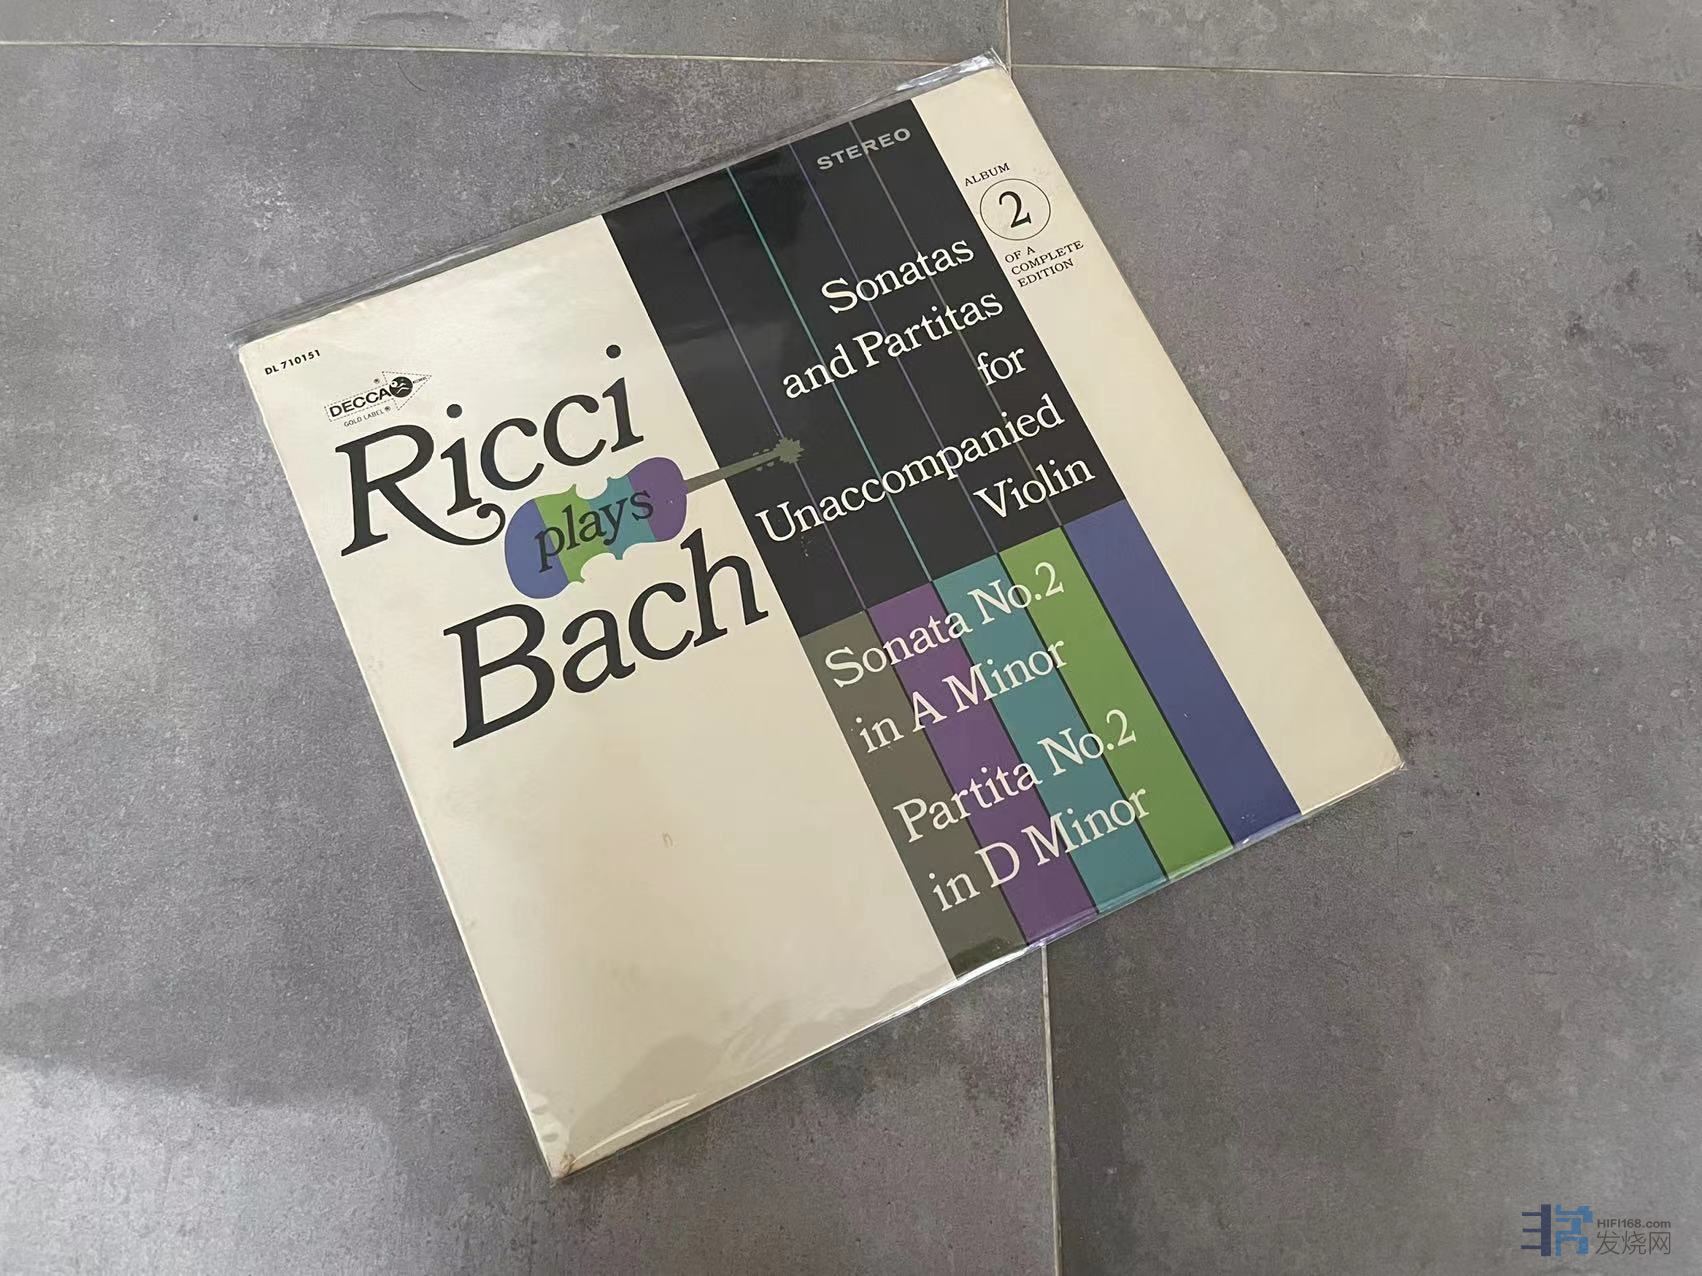 DL 710151
DECCA
GOLD LABEL
Ricci
plays
Bach
STEREO
ALBUM
2
OF A
COMPLETE
EDITION
Sonatas
and Partitas
for
Unaccompanied
Violin
Sonata No.2
in A Minor
Partita No.2
in D Minor
HIFI168.com
发烧网